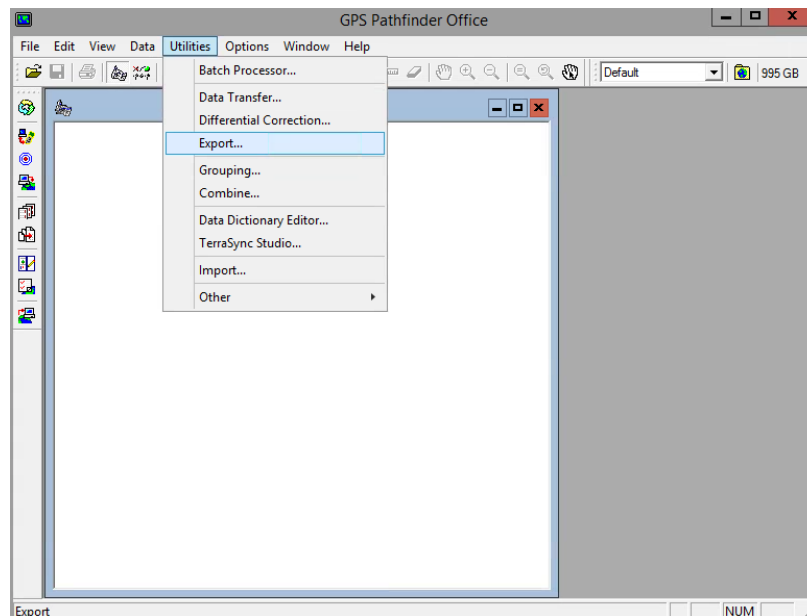 GPS Pathfinder Office
File Edit View Data Utilities Options Window Help
Default 995 GB
Batch Processor...
Data Transfer...
Differential Correction...
Export...
Grouping...
Combine...
Data Dictionary Editor...
TerraSync Studio...
Import...
Other
Export NUM